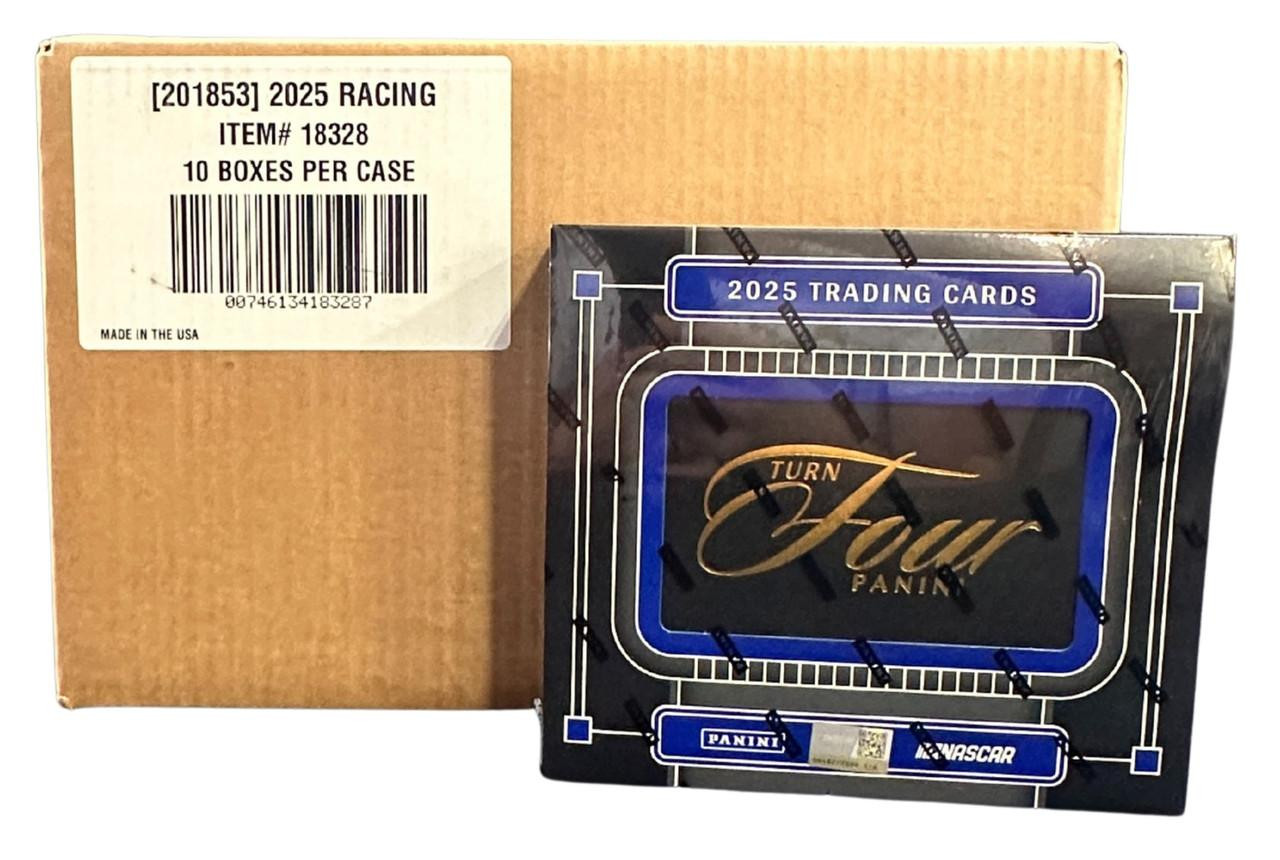 [201853] 2025 RACING
ITEM# 18328
10 BOXES PER CASE
00746134183287
MADE IN THE USA
2025 TRADING CARDS
TURN
Four
PANINI
PANINI
NASCAR